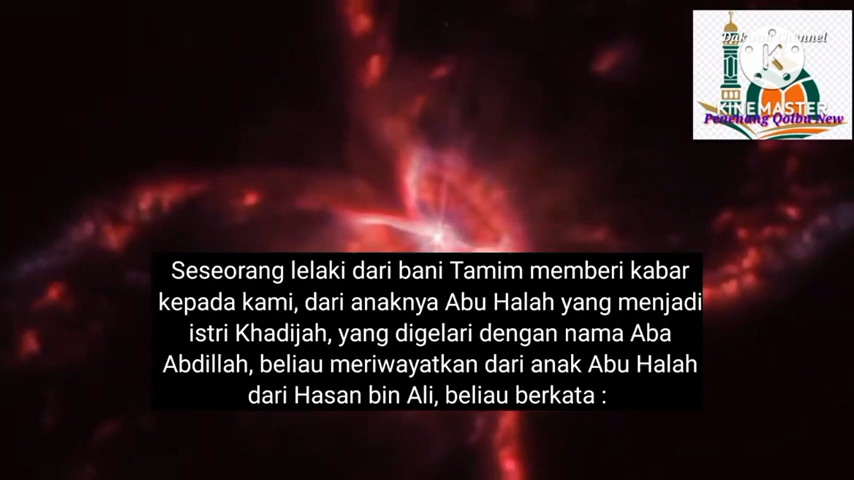 Dakwah Channel
KINEMASTER
Penenang Qolbu New
Seseorang lelaki dari bani Tamim memberi kabar
kepada kami, dari anaknya Abu Halah yang menjadi
istri Khadijah, yang digelari dengan nama Aba
Abdillah, beliau meriwayatkan dari anak Abu Halah
dari Hasan bin Ali, beliau berkata :